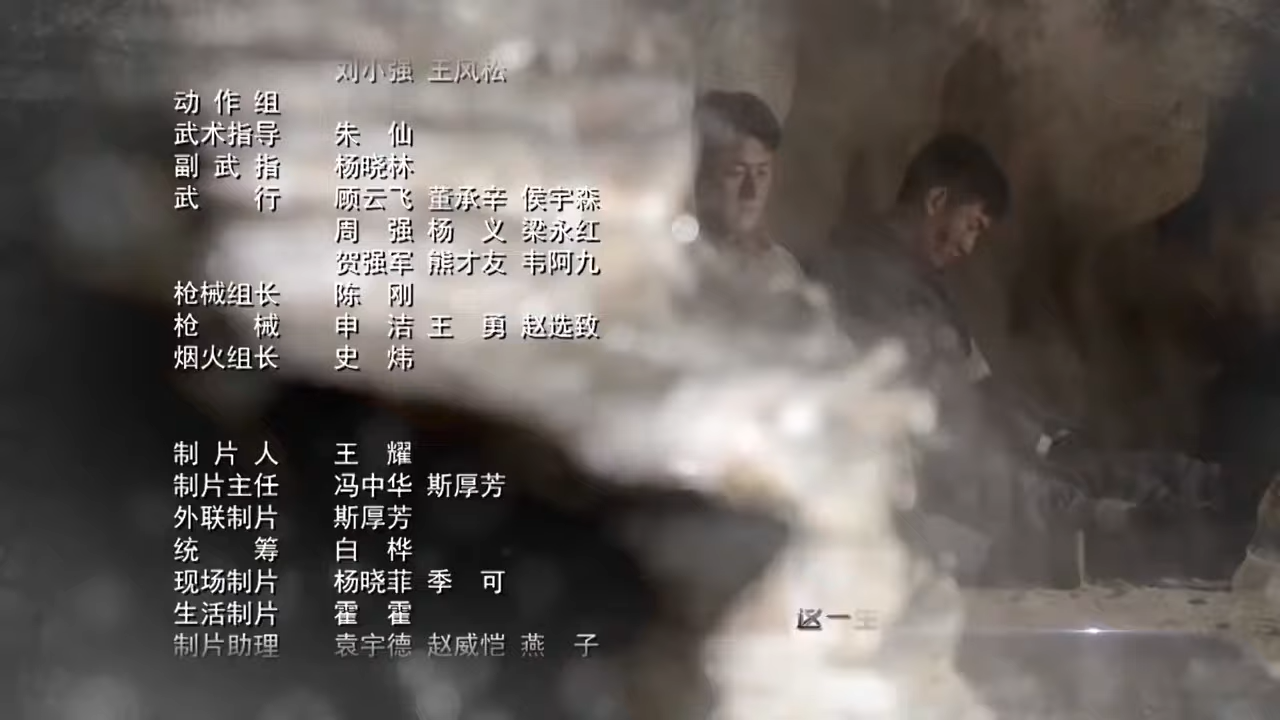 刘小强 王风松
动 作 组
武术指导 朱 仙
副 武 指 杨晓林
武 行 顾云飞 董承辛 侯宇森
周 强 杨 义 梁永红
贺强军 熊才友 韦阿九
枪械组长 陈 刚
枪 械 申 洁 王 勇 赵选致
烟火组长 史 炜
制 片 人 王 耀
制片主任 冯中华 斯厚芳
外联制片 斯厚芳
统 筹 白 桦
现场制片 杨晓菲 季 可
生活制片 霍 霍
制片助理 袁宇德 赵威恺 燕 子
这一生